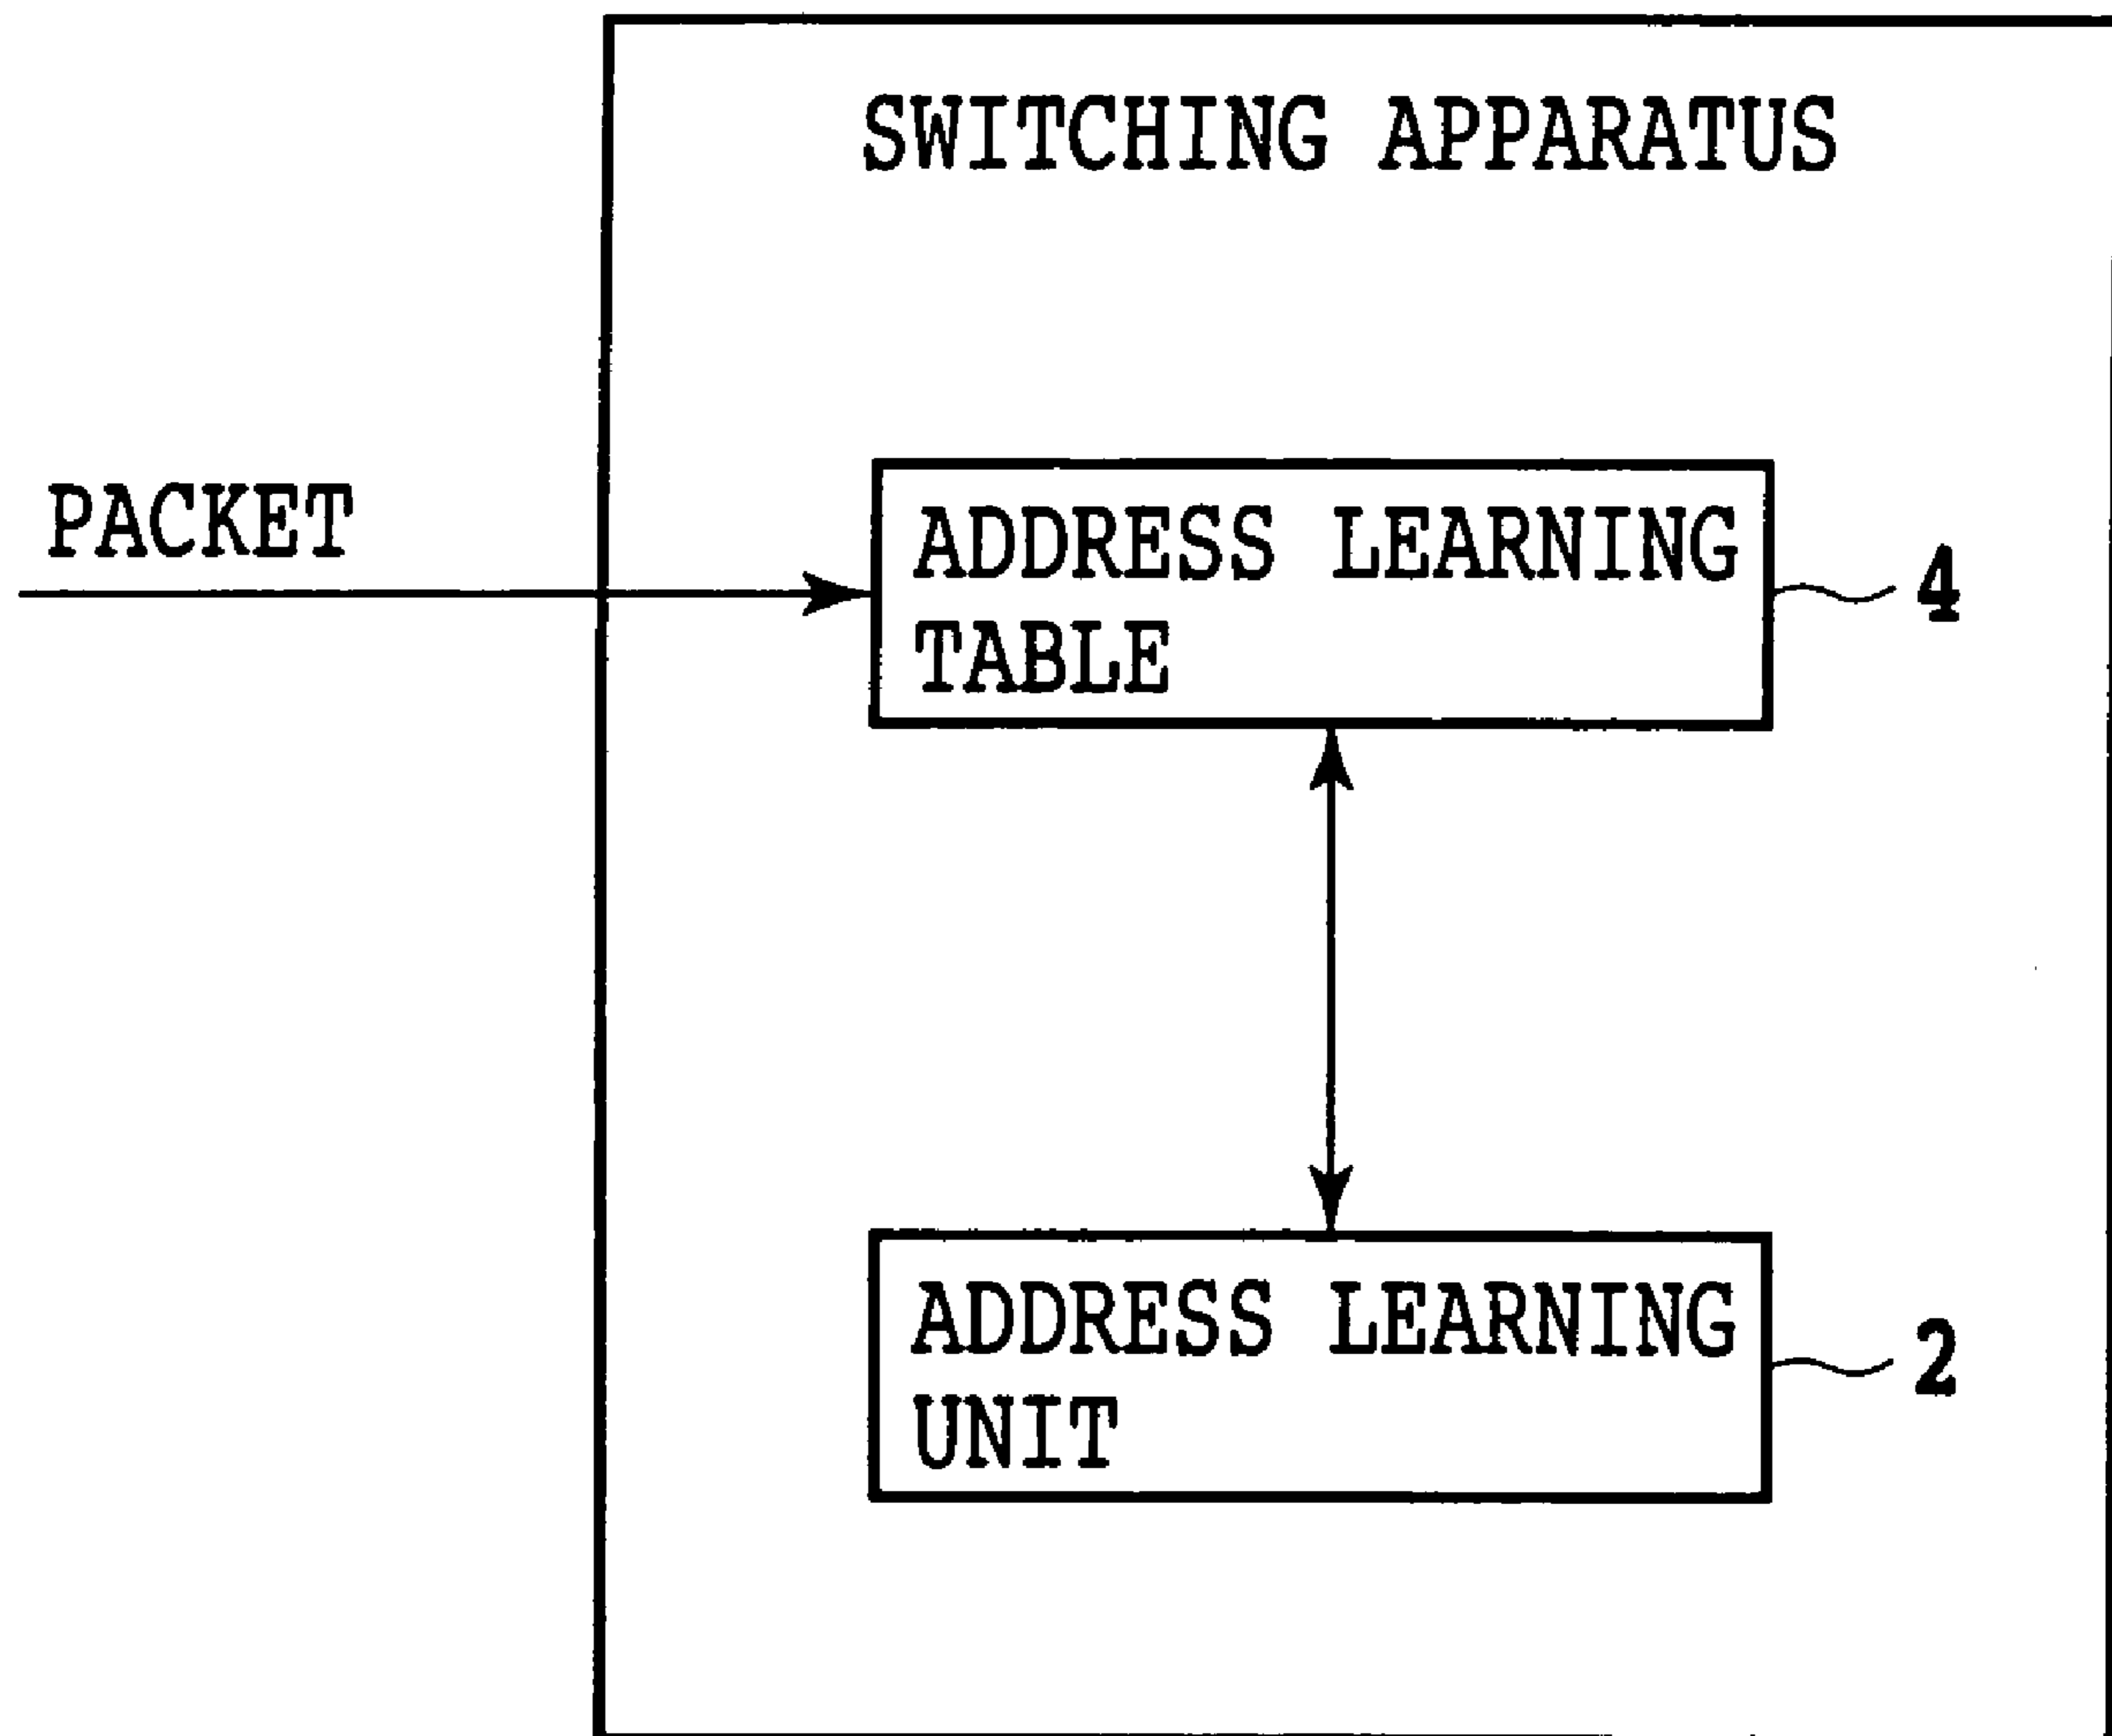 SWITCHING APPARATUS
PACKET
ADDRESS LEARNING
TABLE
4
ADDRESS LEARNING
UNIT
2